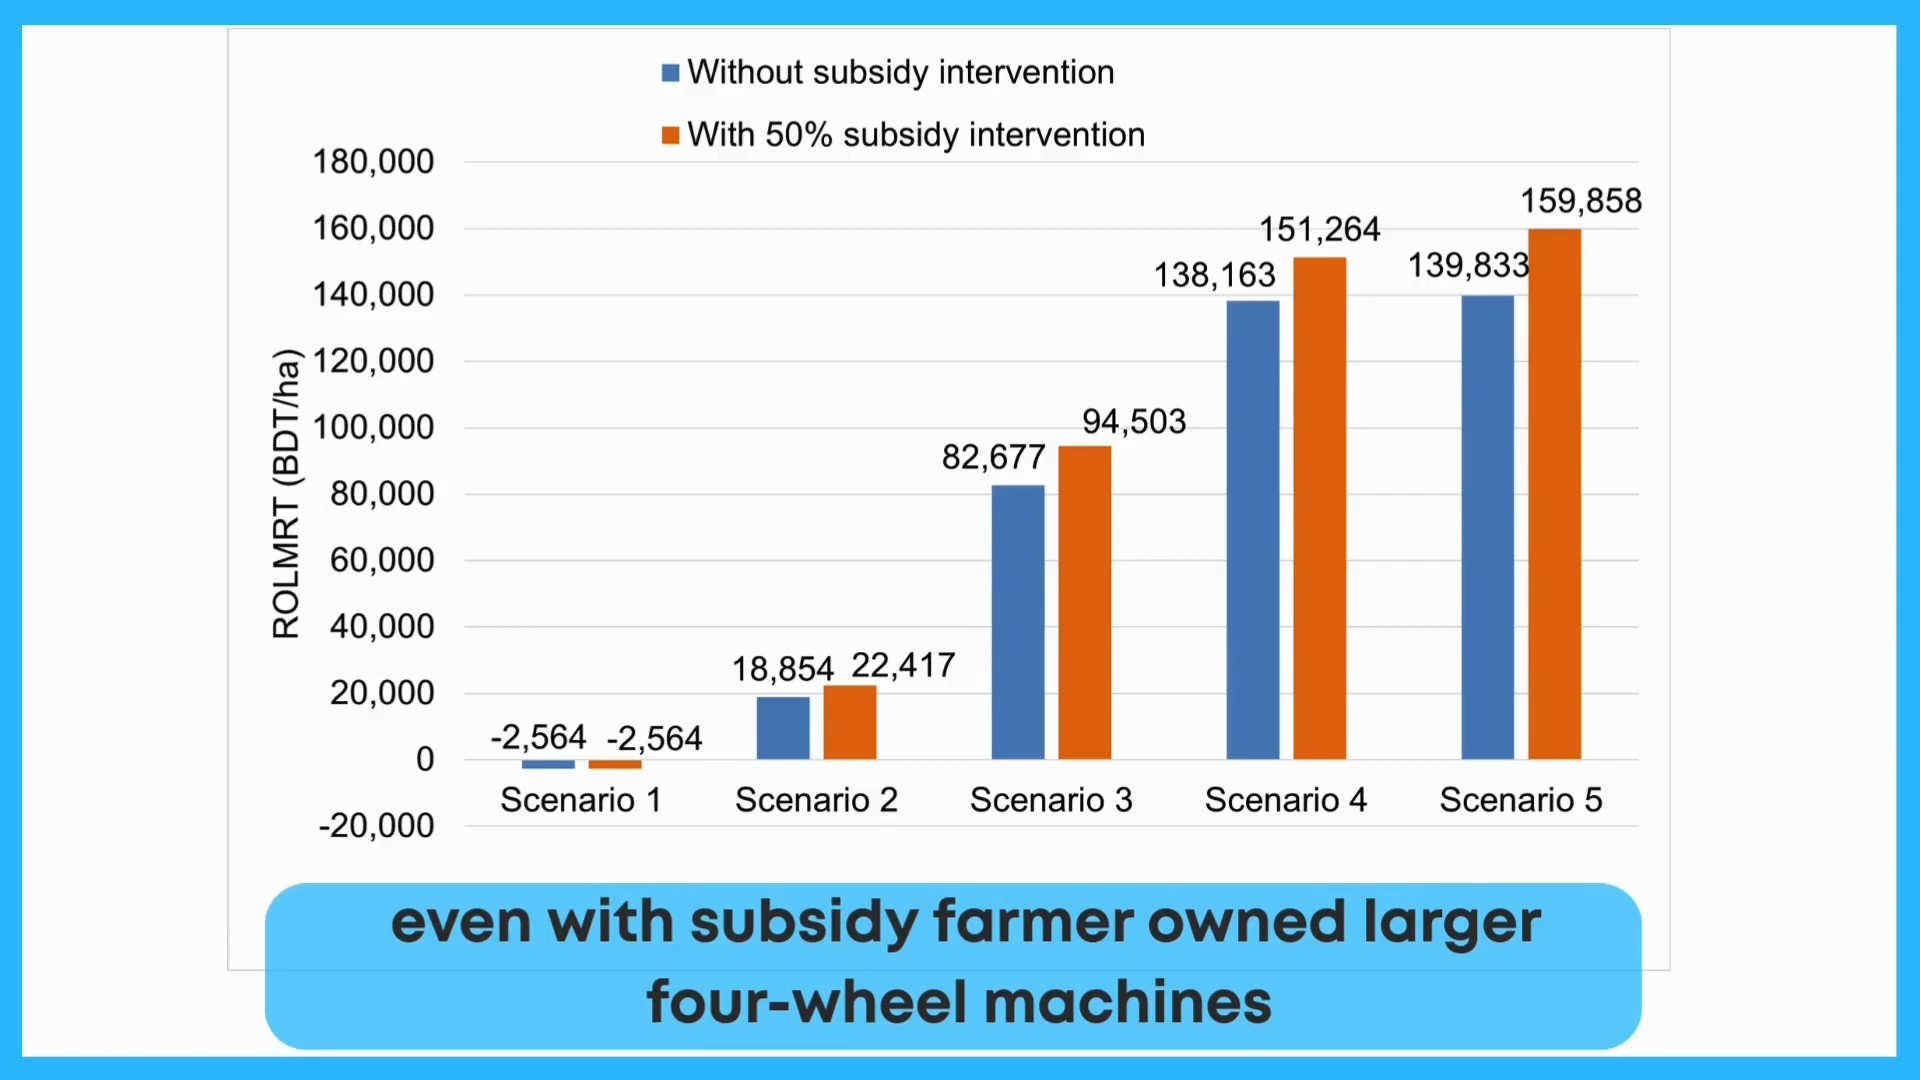 Without subsidy intervention
With 50% subsidy intervention
180,000
160,000
140,000
120,000
100,000
80,000
60,000
40,000
20,000
0
-20,000
ROLMRT (BDT/ha)
-2,564 -2,564
18,854 22,417
82,677 94,503
138,163 151,264
139,833 159,858
Scenario 1 Scenario 2 Scenario 3 Scenario 4 Scenario 5
even with subsidy farmer owned larger
four-wheel machines